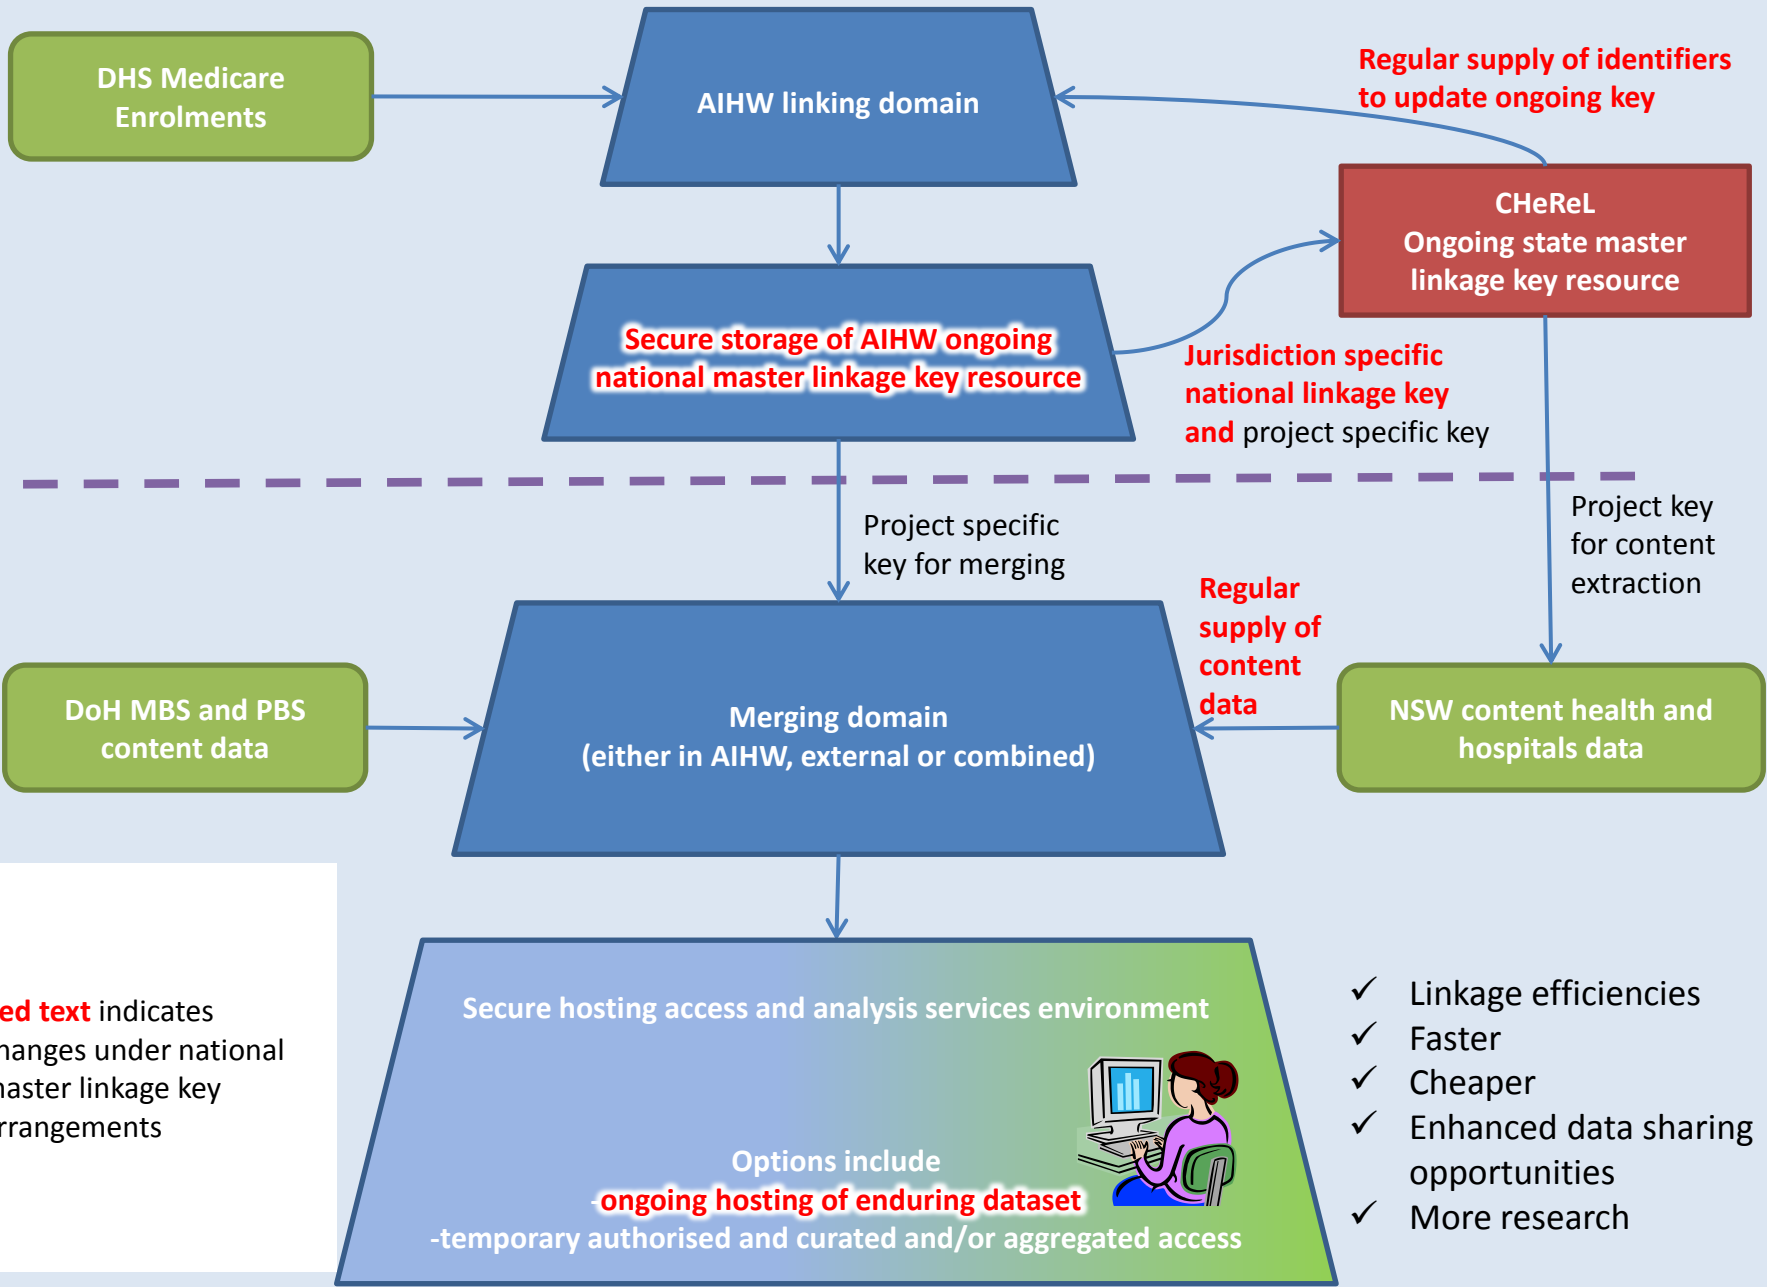 DHS Medicare
Enrolments
AIHW linking domain
Regular supply of identifiers
to update ongoing key
CHeReL
Ongoing state master
linkage key resource
Secure storage of AIHW ongoing
national master linkage key resource
Jurisdiction specific
national linkage key
and project specific key
Project specific
key for merging
Project key
for content
extraction
Regular
supply of
content
data
DoH MBS and PBS
content data
Merging domain
(either in AIHW, external or combined)
NSW content health and
hospitals data
ed text indicates
hanges under national
naster linkage key
rrangements
Secure hosting access and analysis services environment
Options include
-ongoing hosting of enduring dataset
-temporary authorised and curated and/or aggregated access
✓ Linkage efficiencies
✓ Faster
✓ Cheaper
✓ Enhanced data sharing
opportunities
✓ More research